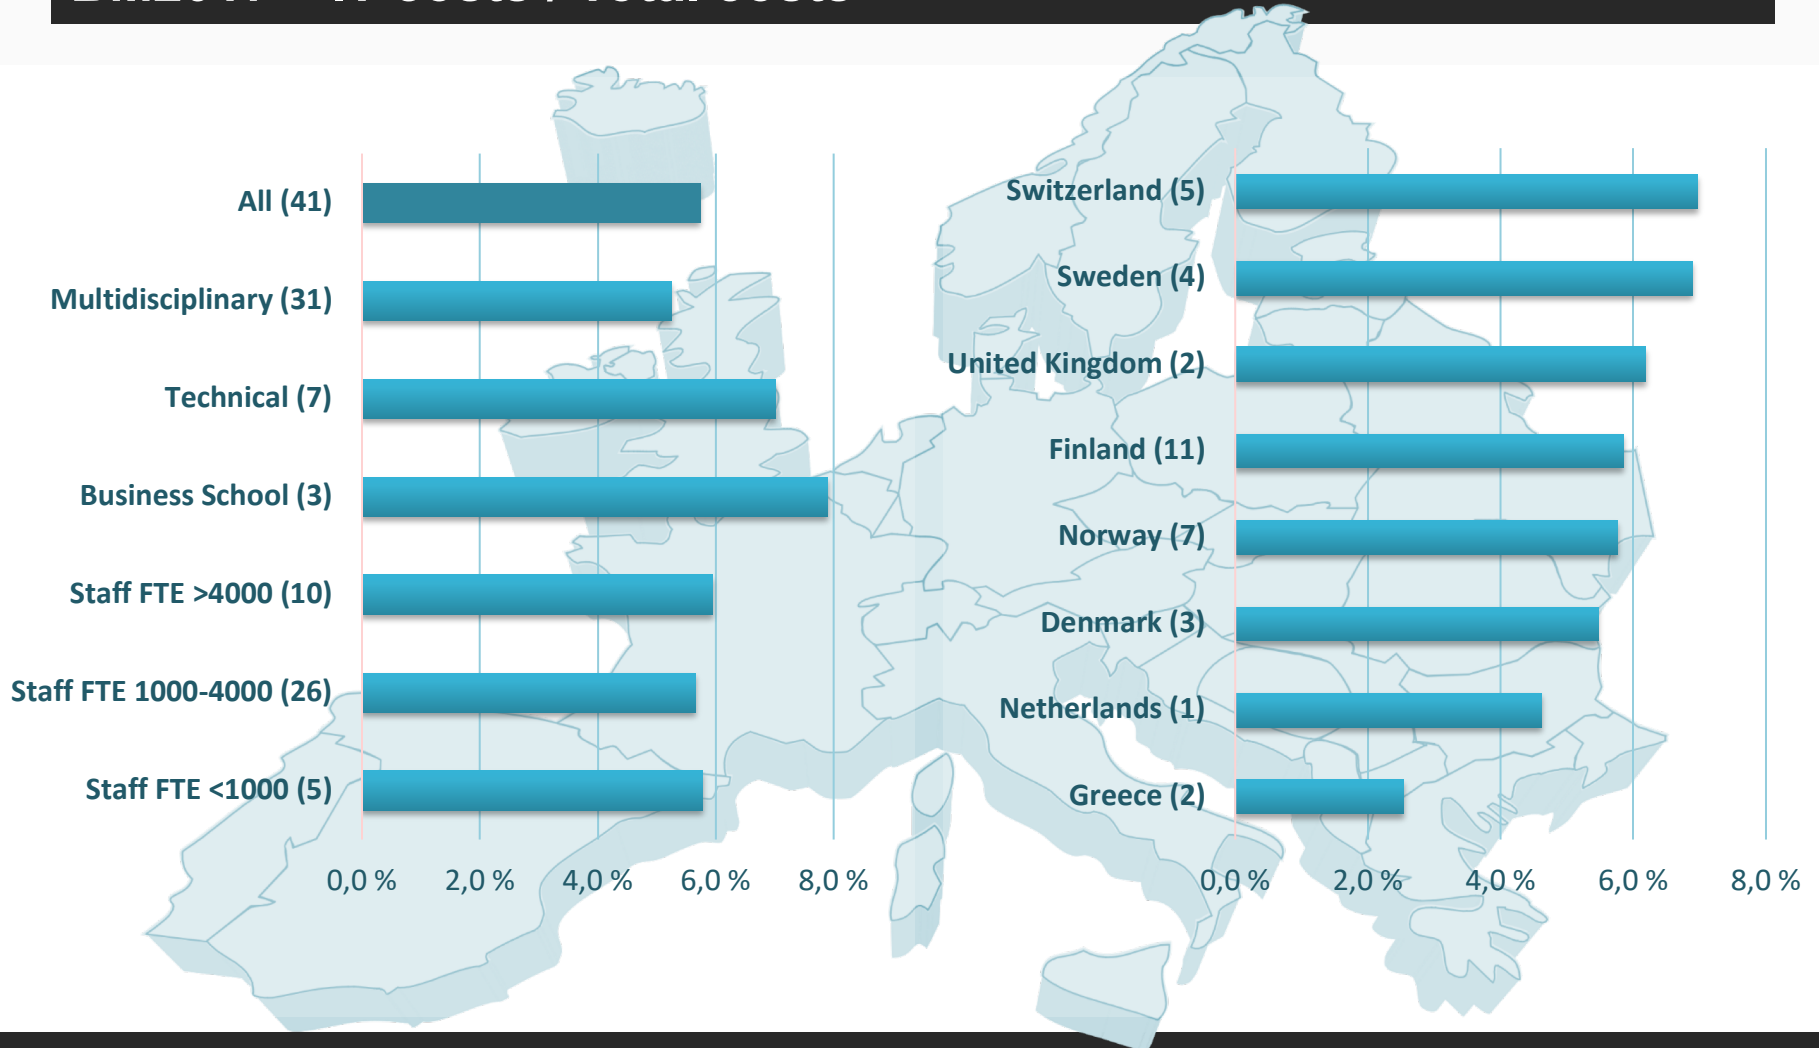 All (41)
Multidisciplinary (31)
Technical (7)
Business School (3)
Staff FTE >4000 (10)
Staff FTE 1000-4000 (26)
Staff FTE <1000 (5)
0,0 % 2,0 % 4,0 % 6,0 % 8,0 %
Switzerland (5)
Sweden (4)
United Kingdom (2)
Finland (11)
Norway (7)
Denmark (3)
Netherlands (1)
Greece (2)
0,0 % 2,0 % 4,0 % 6,0 % 8,0 %